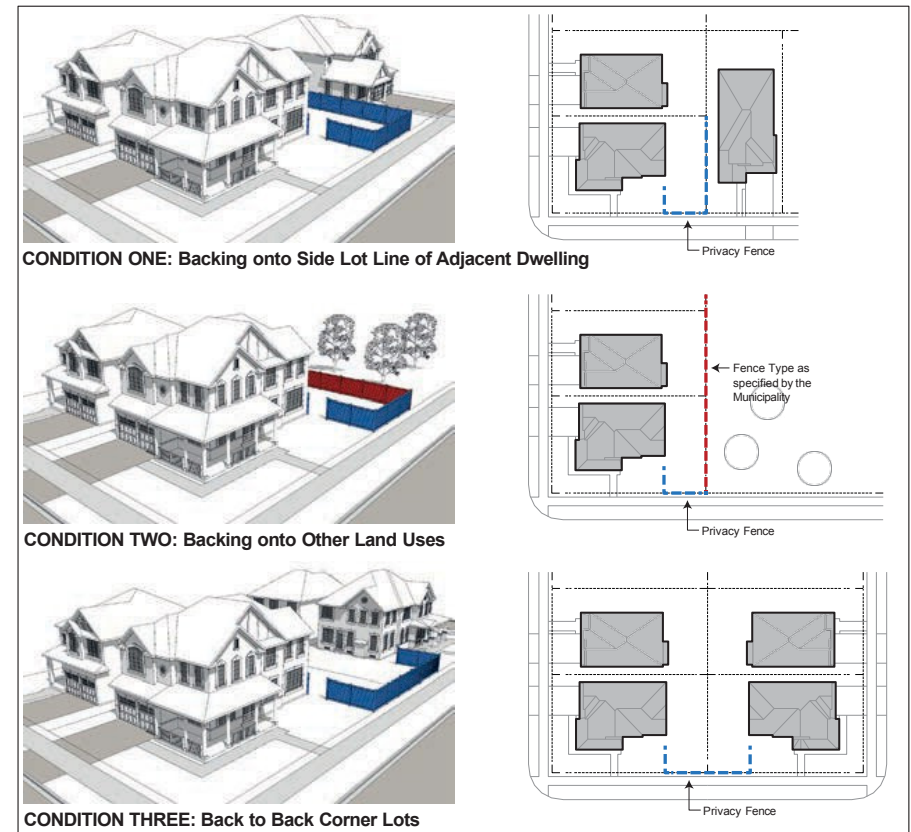 Privacy Fence
CONDITION ONE: Backing onto Side Lot Line of Adjacent Dwelling
Fence Type as
specified by the
Municipality
Privacy Fence
CONDITION TWO: Backing onto Other Land Uses
Privacy Fence
CONDITION THREE: Back to Back Corner Lots